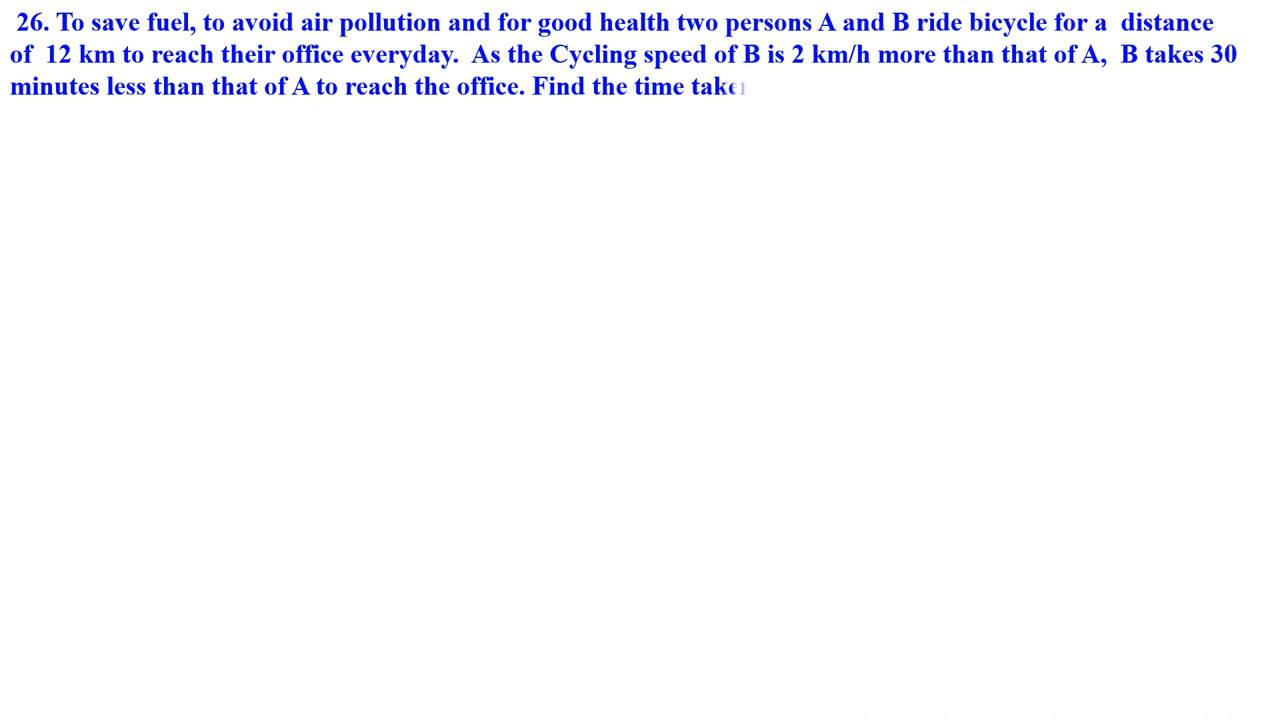 26. To save fuel, to avoid air pollution and for good health two persons A and B ride bicycle for a distance
of 12 km to reach their office everyday. As the Cycling speed of B is 2 km/h more than that of A, B takes 30
minutes less than that of A to reach the office. Find the time